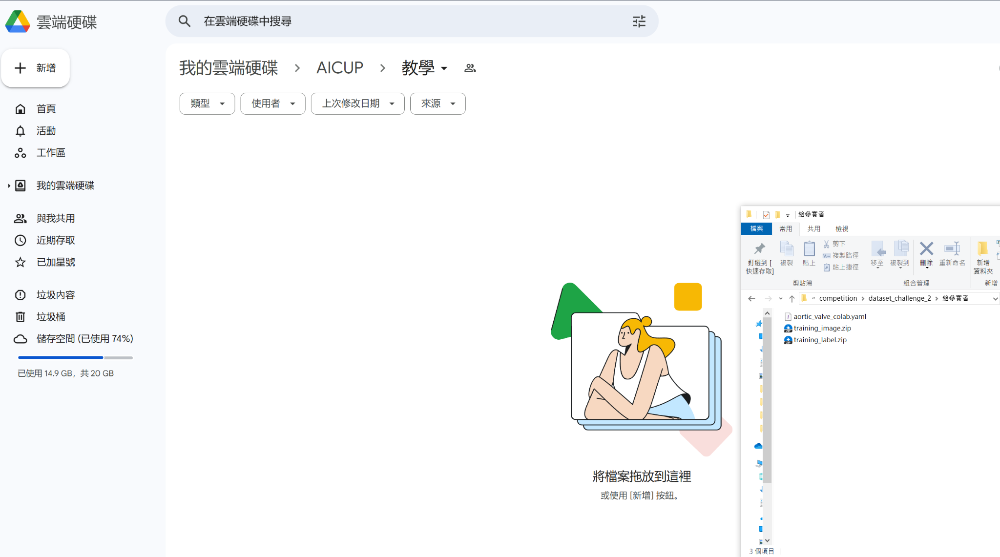 雲端硬碟
在雲端硬碟中搜尋
新增
首頁
活動
工作區
我的雲端硬碟
與我共用
近期存取
已加星號
垃圾內容
垃圾桶
儲存空間 (已使用 74%)
已使用 14.9 GB，共 20 GB
我的雲端硬碟 > AICUP > 教學
類型
使用者
上次修改日期
來源
將檔案拖放到這裡
或使用 [新增] 按鈕。
給參賽者
檔案 常用 共用 檢視
釘選到 [
快速存取]
複製
貼上
剪下
複製路徑
貼上捷徑
剪貼簿
移至
複製到
刪除
重新命名
組合管理
新增
資料夾
新增
« competition > dataset_challenge_2 > 給參賽者
aortic_valve_colab.yaml
training_image.zip
training_label.zip
3 個項目